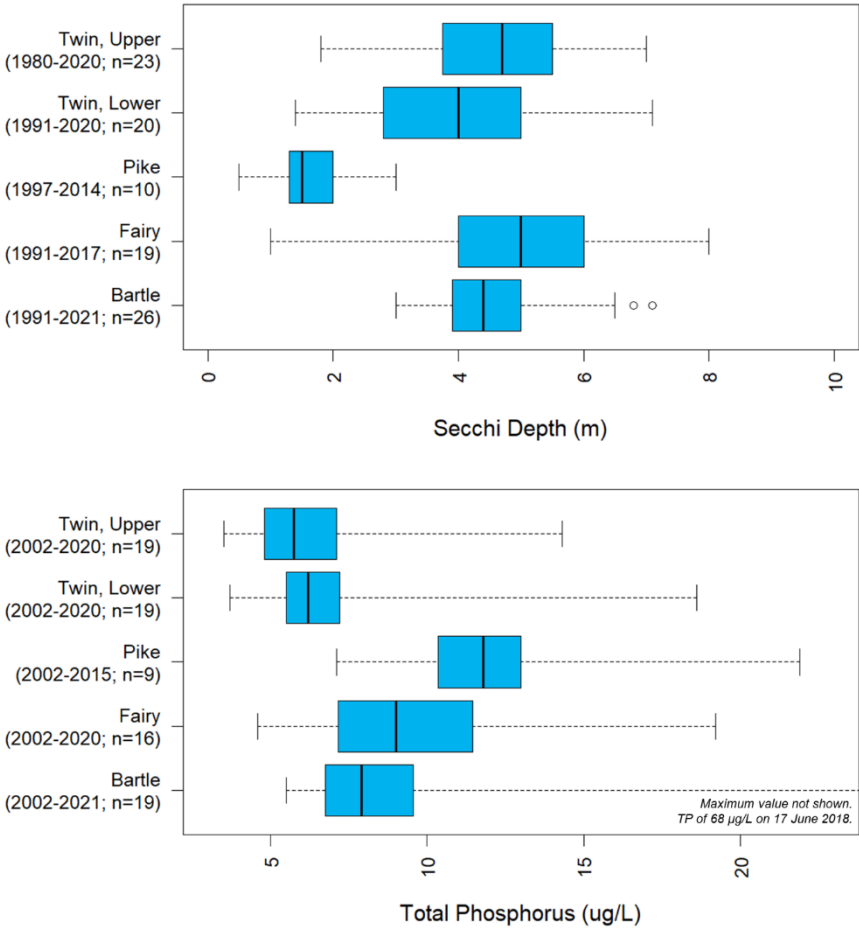 Twin, Upper
(1980-2020; n=23)
Twin, Lower
(1991-2020; n=20)
Pike
(1997-2014; n=10)
Fairy
(1991-2017; n=19)
Bartle
(1991-2021; n=26)
0 2 4 6 8 10
Secchi Depth (m)
Twin, Upper
(2002-2020; n=19)
Twin, Lower
(2002-2020; n=19)
Pike
(2002-2015; n=9)
Fairy
(2002-2020; n=16)
Bartle
(2002-2021; n=19)
Maximum value not shown.
TP of 68 µg/L on 17 June 2018.
5 10 15 20
Total Phosphorus (ug/L)